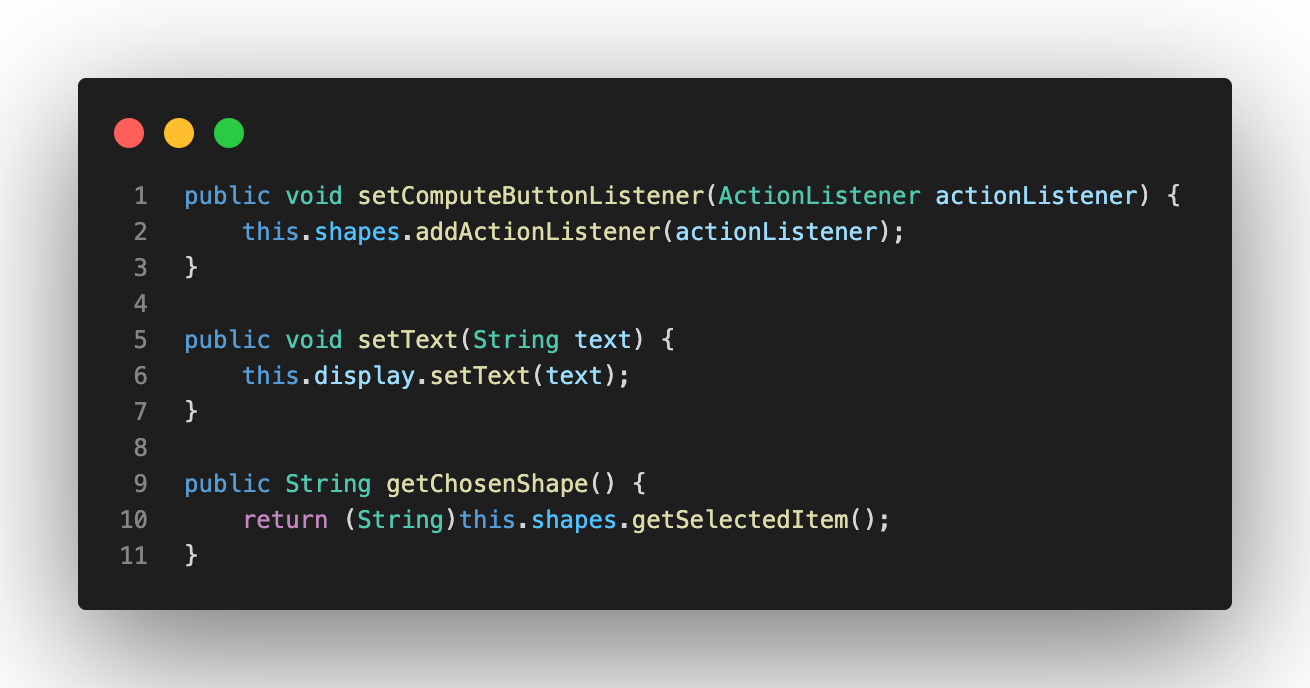 1 public void setComputeButtonListener(ActionListener actionListener) {
2     this.shapes.addActionListener(actionListener);
3 }
4
5 public void setText(String text) {
6     this.display.setText(text);
7 }
8
9 public String getChosenShape() {
10     return (String)this.shapes.getSelectedItem();
11 }